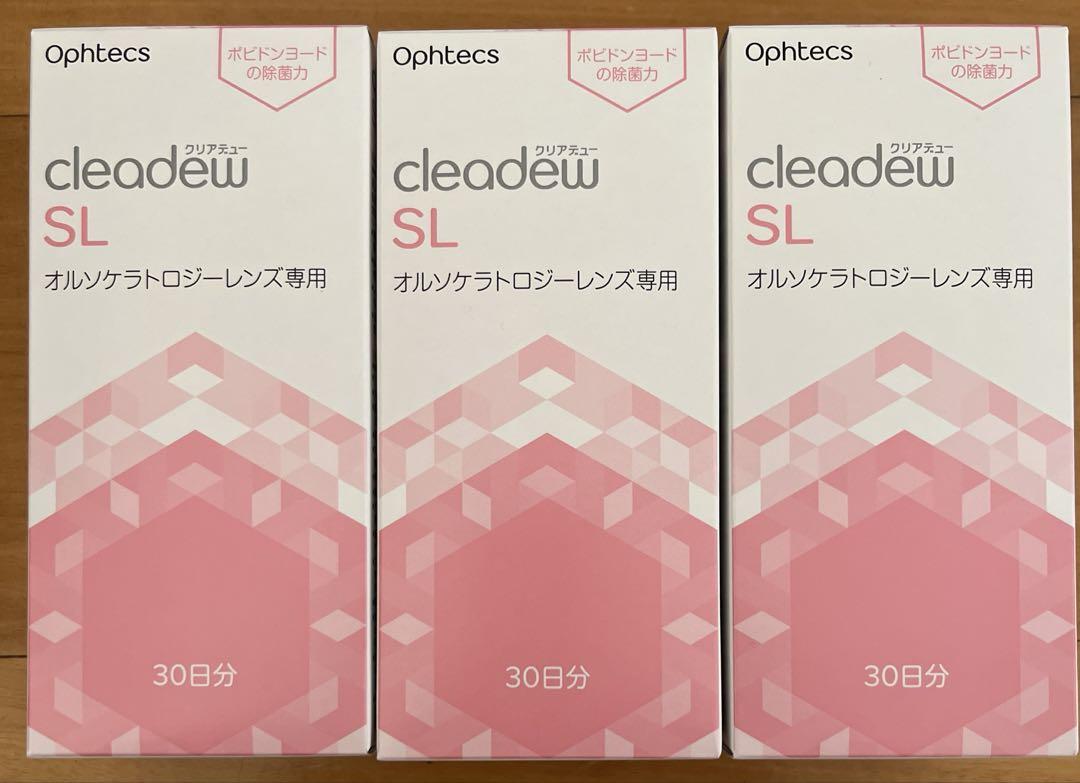 Ophtecs
ポビドンヨード
の除菌力
クリアデュー
cleadew
SL
オルソケラトロジーレンズ専用
30日分
Ophtecs
ポビドンヨード
の除菌力
クリアデュー
cleadew
SL
オルソケラトロジーレンズ専用
30日分
Ophtecs
ポビドンヨード
の除菌力
クリアデュー
cleadew
SL
オルソケラトロジーレンズ専用
30日分